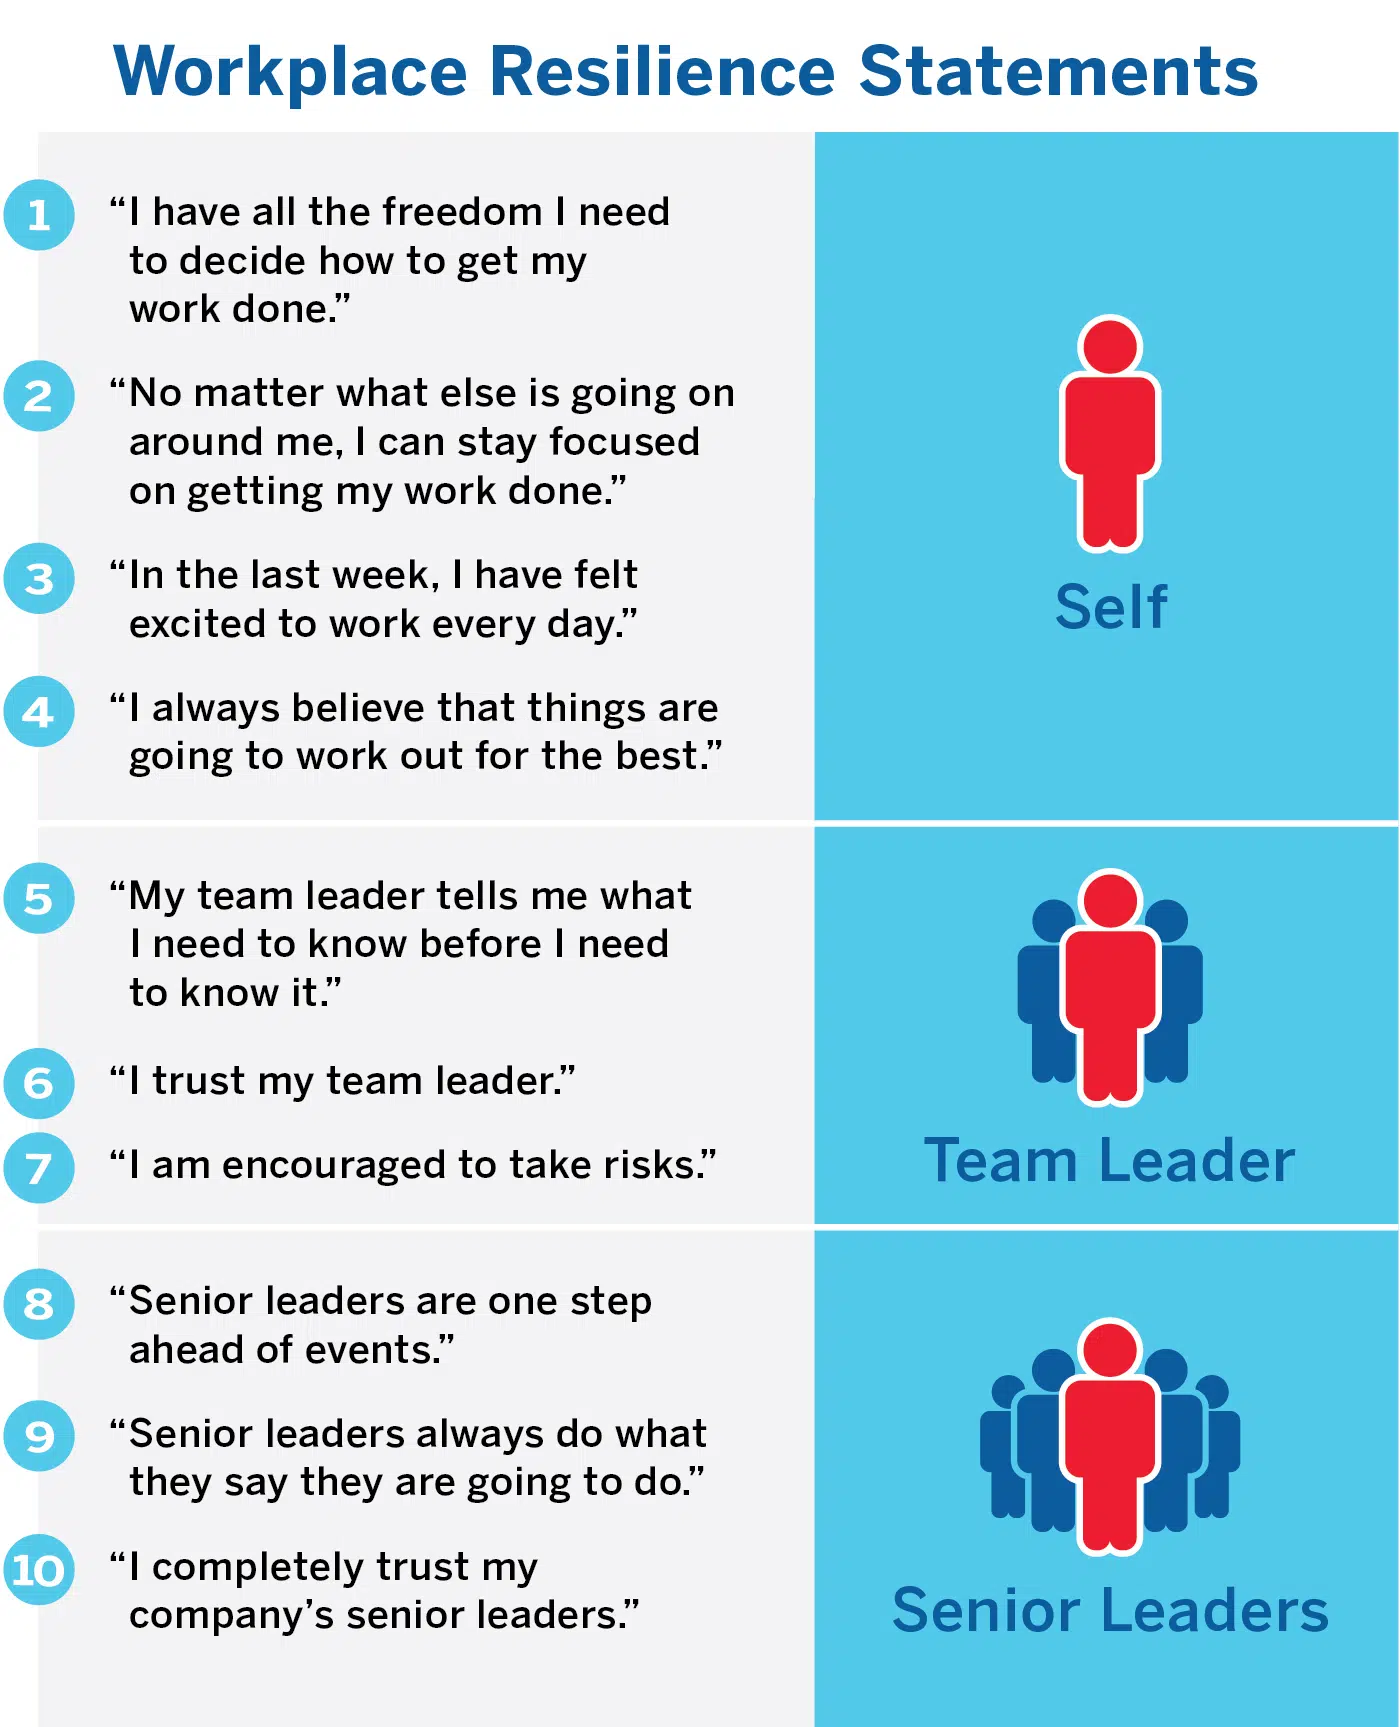 Workplace Resilience Statements
1
“I have all the freedom I need
to decide how to get my
work done.”
2
“No matter what else is going on
around me, I can stay focused
on getting my work done.”
3
“In the last week, I have felt
excited to work every day.”
4
“I always believe that things are
going to work out for the best.”
Self
5
“My team leader tells me what
I need to know before I need
to know it.”
6
“I trust my team leader.”
7
“I am encouraged to take risks.”
Team Leader
8
“Senior leaders are one step
ahead of events.”
9
“Senior leaders always do what
they say they are going to do.”
10
“I completely trust my
company’s senior leaders.”
Senior Leaders